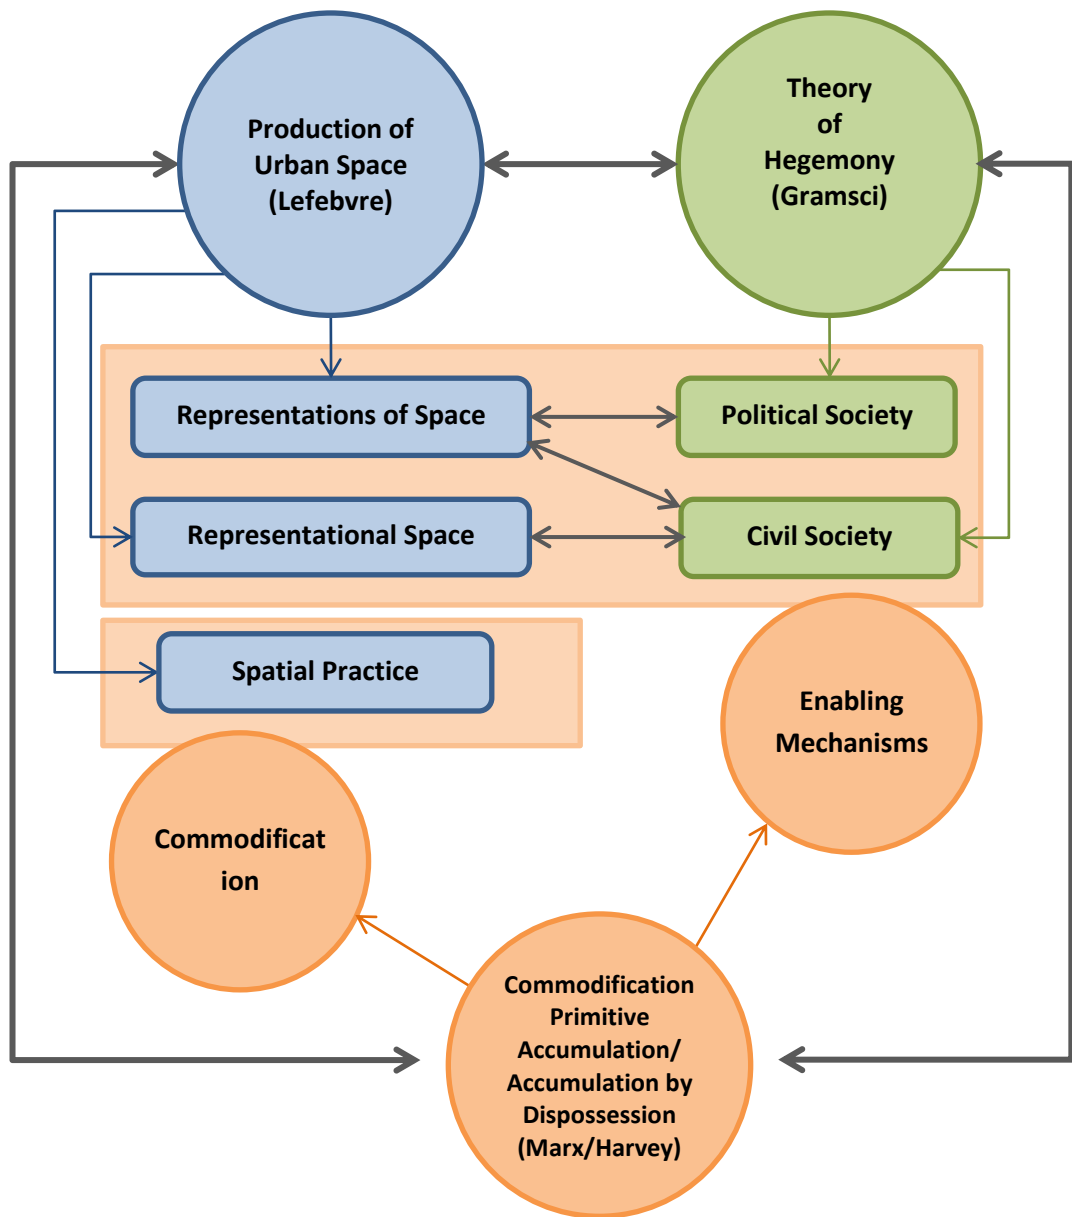 Production of
Urban Space
(Lefebvre)
Theory
of
Hegemony
(Gramsci)
Representations of Space
Political Society
Representational Space
Civil Society
Spatial Practice
Enabling
Mechanisms
Commodificat
ion
Commodification
Primitive
Accumulation/
Accumulation by
Dispossession
(Marx/Harvey)